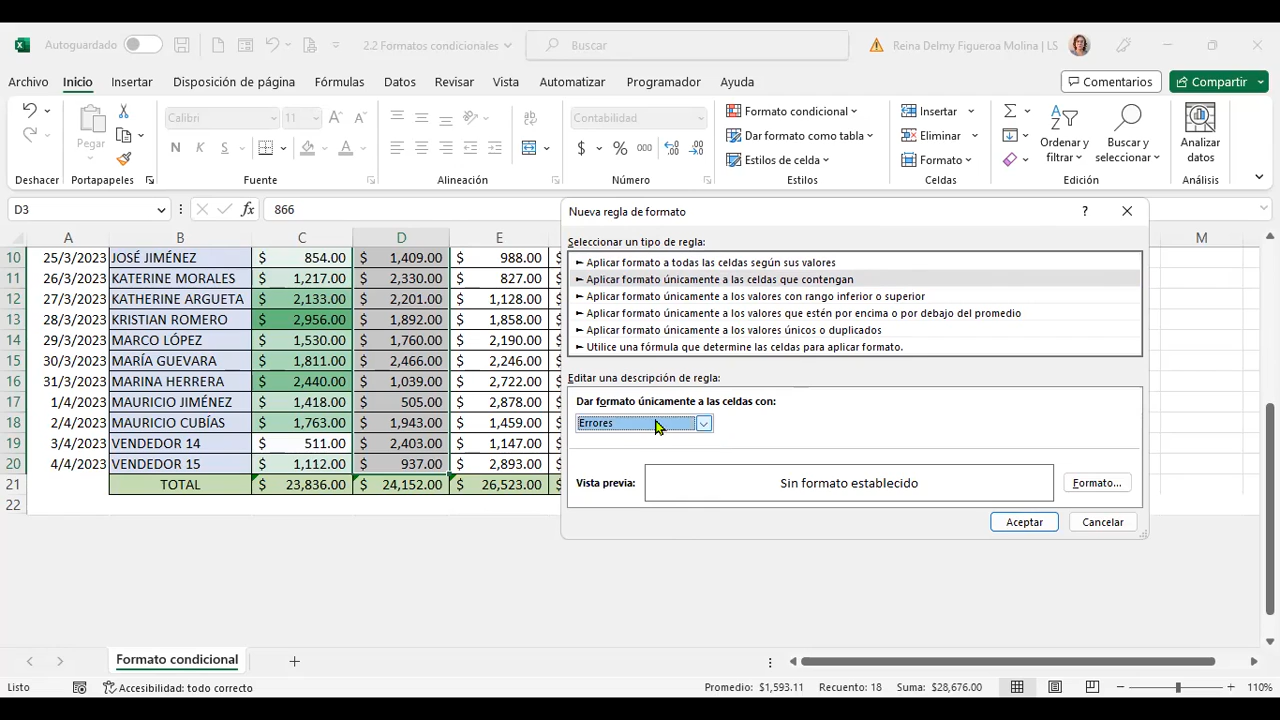 Autoguardado 2.2 Formatos condicionales Buscar Reina Delmy Figueroa Molina | LS
Archivo Inicio Insertar Disposición de página Fórmulas Datos Revisar Vista Automatizar Programador Ayuda Comentarios Compartir
Pegar Calibri 11 Contabilidad Formato condicional Insertar
N K S $ % 000 Dar formato como tabla Eliminar Ordenar y filtrar Buscar y seleccionar Analizar datos
Estilos de celda Formato
Deshacer Portapapeles Fuente Alineación Número Estilos Celdas Edición Análisis
D3 fx 866
A B C D E M
10 25/3/2023 JOSÉ JIMÉNEZ $ 854.00 $ 1,409.00 $ 988.00 $
11 26/3/2023 KATERINE MORALES $ 1,217.00 $ 2,330.00 $ 827.00 $
12 27/3/2023 KATHERINE ARGUETA $ 2,133.00 $ 2,201.00 $ 1,128.00 $
13 28/3/2023 KRISTIAN ROMERO $ 2,956.00 $ 1,892.00 $ 1,858.00 $
14 29/3/2023 MARCO LÓPEZ $ 1,530.00 $ 1,760.00 $ 2,190.00 $
15 30/3/2023 MARÍA GUEVARA $ 1,811.00 $ 2,466.00 $ 2,246.00 $
16 31/3/2023 MARINA HERRERA $ 2,440.00 $ 1,039.00 $ 2,722.00 $
17 1/4/2023 MAURICIO JIMÉNEZ $ 1,418.00 $ 505.00 $ 2,878.00 $
18 2/4/2023 MAURICIO CUBÍAS $ 1,763.00 $ 1,943.00 $ 1,459.00 $
19 3/4/2023 VENDEDOR 14 $ 511.00 $ 2,403.00 $ 1,147.00 $
20 4/4/2023 VENDEDOR 15 $ 1,112.00 $ 937.00 $ 2,893.00 $
21 TOTAL $ 23,836.00 $ 24,152.00 $ 26,523.00 $
22
Nueva regla de formato ?
Seleccionar un tipo de regla:
► Aplicar formato a todas las celdas según sus valores
► Aplicar formato únicamente a las celdas que contengan
► Aplicar formato únicamente a los valores con rango inferior o superior
► Aplicar formato únicamente a los valores que estén por encima o por debajo del promedio
► Aplicar formato únicamente a los valores únicos o duplicados
► Utilice una fórmula que determine las celdas para aplicar formato.
Editar una descripción de regla:
Dar formato únicamente a las celdas con:
Errores
Vista previa: Sin formato establecido Formato...
Aceptar Cancelar
Formato condicional
Listo Accesibilidad: todo correcto Promedio: $1,593.11 Recuento: 18 Suma: $28,676.00 110%